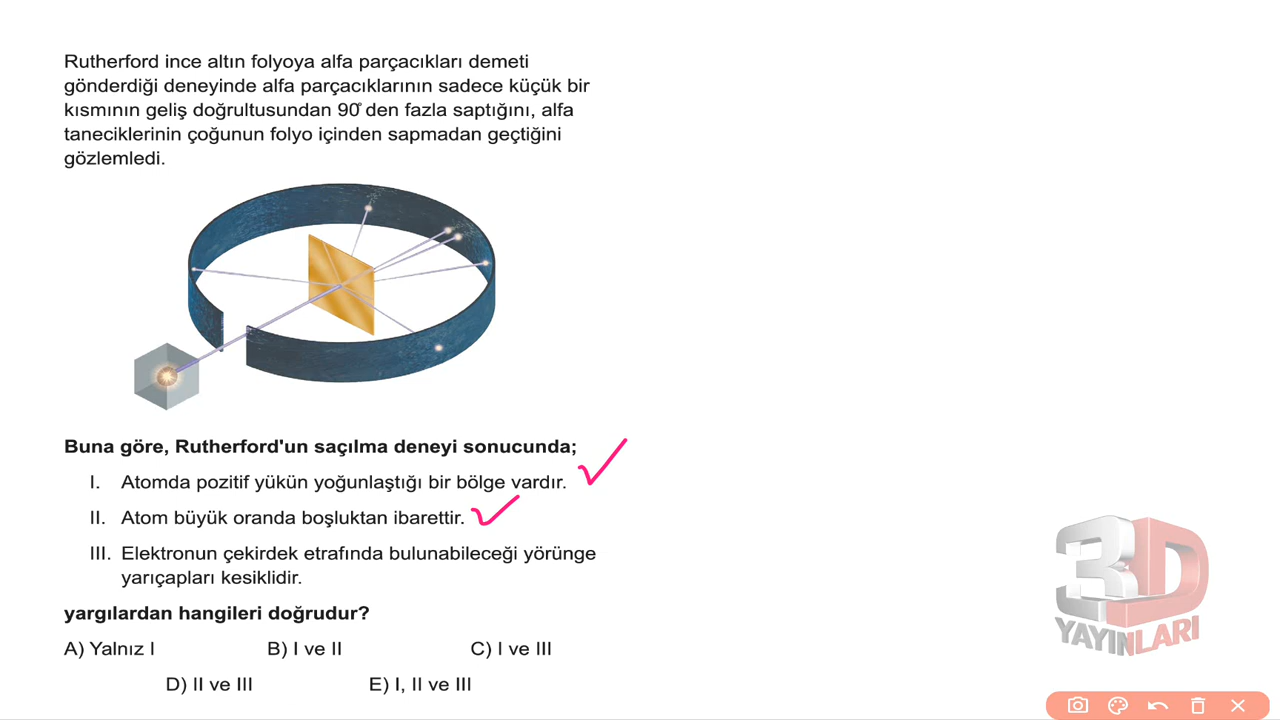 Rutherford ince altın folyoya alfa parçacıkları demeti
gönderdiği deneyinde alfa parçacıklarının sadece küçük bir
kısmının geliş doğrultusundan 90° den fazla saptığını, alfa
taneciklerinin çoğunun folyo içinden sapmadan geçtiğini
gözlemledi.
Buna göre, Rutherford'un saçılma deneyi sonucunda;
I. Atomda pozitif yükün yoğunlaştığı bir bölge vardır.
II. Atom büyük oranda boşluktan ibarettir.
III. Elektronun çekirdek etrafında bulunabileceği yörünge
yarıçapları kesiklidir.
yargılardan hangileri doğrudur?
A) Yalnız I B) I ve II C) I ve III
D) II ve III E) I, II ve III
3D
YAYINLARI